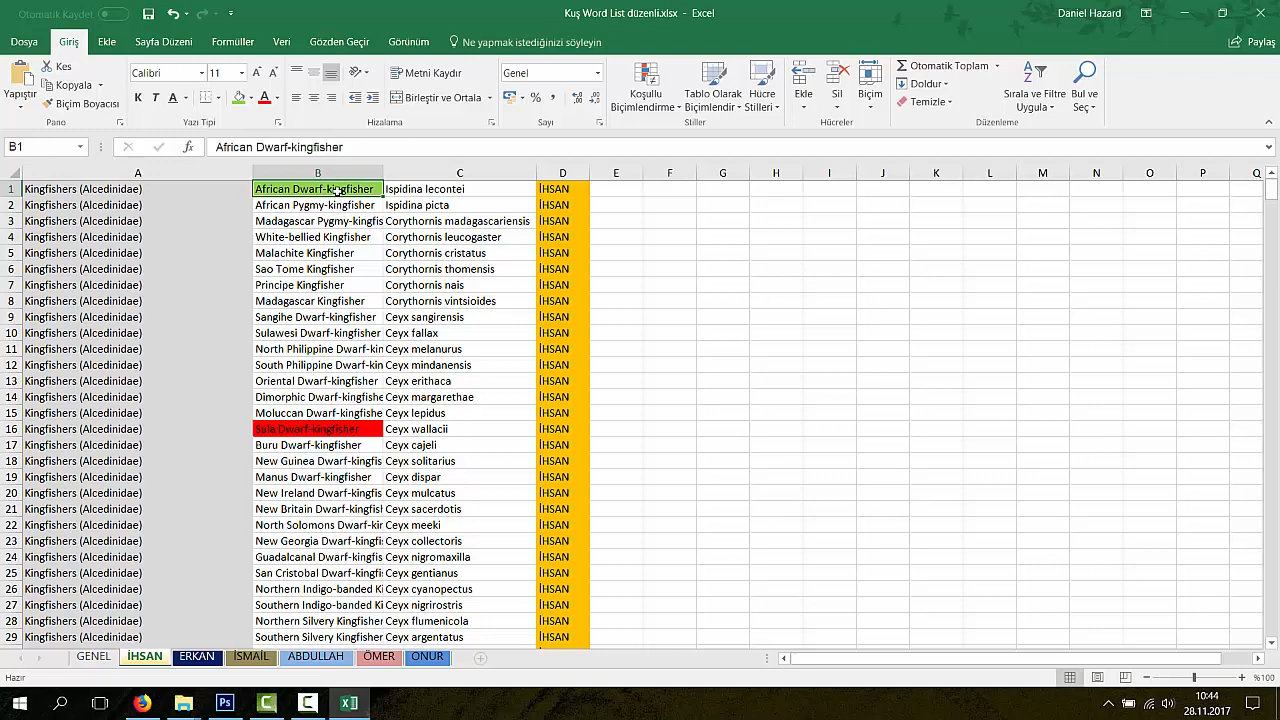 Otomatik Kaydet
Kuş Word List düzenli.xlsx - Excel
Daniel Hazard
Dosya Giriş Ekle Sayfa Düzeni Formüller Veri Gözden Geçir Görünüm Ne yapmak istediğinizi söyleyin Paylaş
Yapıştır
Kes
Kopyala
Biçim Boyacısı
Pano
Calibri 11
K T A
Yazı Tipi
Metni Kaydır
Birleştir ve Ortala
Hizalama
Genel
%
Sayı
Koşullu Biçimlendirme
Tablo Olarak Biçimlendir
Hücre Stilleri
Stiller
Ekle
Sil
Biçim
Hücreler
Otomatik Toplam
Doldur
Temizle
Sırala ve Filtre Uygula
Bul ve Seç
Düzenleme
B1 fx African Dwarf-kingfisher
A B C D E F G H I J K L M N O P Q
1 Kingfishers (Alcedinidae) African Dwarf-kingfisher Ispidina lecontei İHSAN
2 Kingfishers (Alcedinidae) African Pygmy-kingfisher Ispidina picta İHSAN
3 Kingfishers (Alcedinidae) Madagascar Pygmy-kingfis Corythornis madagascariensis İHSAN
4 Kingfishers (Alcedinidae) White-bellied Kingfisher Corythornis leucogaster İHSAN
5 Kingfishers (Alcedinidae) Malachite Kingfisher Corythornis cristatus İHSAN
6 Kingfishers (Alcedinidae) Sao Tome Kingfisher Corythornis thomensis İHSAN
7 Kingfishers (Alcedinidae) Principe Kingfisher Corythornis nais İHSAN
8 Kingfishers (Alcedinidae) Madagascar Kingfisher Corythornis vintsioides İHSAN
9 Kingfishers (Alcedinidae) Sangihe Dwarf-kingfisher Ceyx sangirensis İHSAN
10 Kingfishers (Alcedinidae) Sulawesi Dwarf-kingfisher Ceyx fallax İHSAN
11 Kingfishers (Alcedinidae) North Philippine Dwarf-kin Ceyx melanurus İHSAN
12 Kingfishers (Alcedinidae) South Philippine Dwarf-kin Ceyx mindanensis İHSAN
13 Kingfishers (Alcedinidae) Oriental Dwarf-kingfisher Ceyx erithaca İHSAN
14 Kingfishers (Alcedinidae) Dimorphic Dwarf-kingfishe Ceyx margarethae İHSAN
15 Kingfishers (Alcedinidae) Moluccan Dwarf-kingfishe Ceyx lepidus İHSAN
16 Kingfishers (Alcedinidae) Sula Dwarf-kingfisher Ceyx wallacii İHSAN
17 Kingfishers (Alcedinidae) Buru Dwarf-kingfisher Ceyx cajeli İHSAN
18 Kingfishers (Alcedinidae) New Guinea Dwarf-kingfis Ceyx solitarius İHSAN
19 Kingfishers (Alcedinidae) Manus Dwarf-kingfisher Ceyx dispar İHSAN
20 Kingfishers (Alcedinidae) New Ireland Dwarf-kingfis Ceyx mulcatus İHSAN
21 Kingfishers (Alcedinidae) New Britain Dwarf-kingfisl Ceyx sacerdotis İHSAN
22 Kingfishers (Alcedinidae) North Solomons Dwarf-kir Ceyx meeki İHSAN
23 Kingfishers (Alcedinidae) New Georgia Dwarf-kingfis Ceyx collectoris İHSAN
24 Kingfishers (Alcedinidae) Guadalcanal Dwarf-kingfis Ceyx nigromaxilla İHSAN
25 Kingfishers (Alcedinidae) San Cristobal Dwarf-kingfi Ceyx gentianus İHSAN
26 Kingfishers (Alcedinidae) Northern Indigo-banded K Ceyx cyanopectus İHSAN
27 Kingfishers (Alcedinidae) Southern Indigo-banded Ki Ceyx nigrirostris İHSAN
28 Kingfishers (Alcedinidae) Northern Silvery Kingfisher Ceyx flumenicola İHSAN
29 Kingfishers (Alcedinidae) Southern Silvery Kingfisher Ceyx argentatus İHSAN
GENEL İHSAN ERKAN İSMAİL ABDULLAH ÖMER ONUR
Hazır %100
10:44
28.11.2017